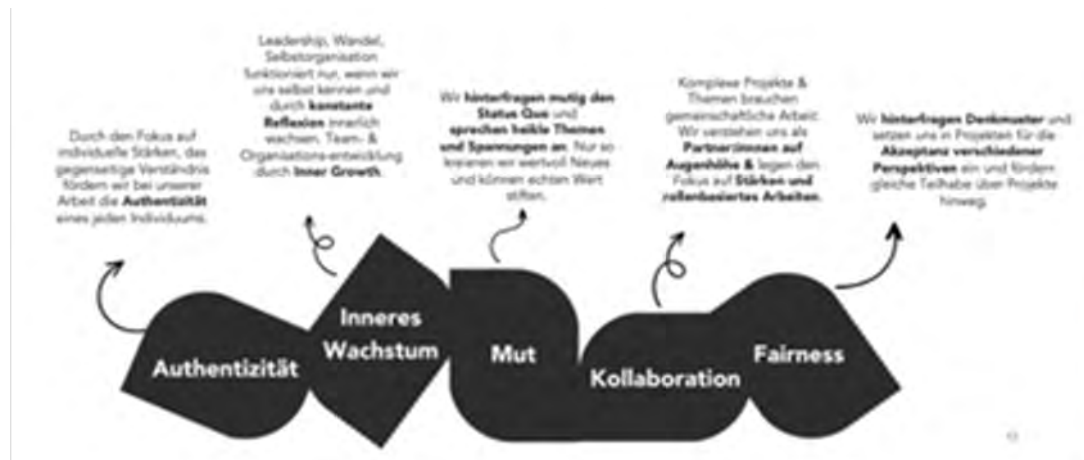 Durch den Fokus auf
individuelle Stärken, das
gegenseitige Verständnis
fördern wir bei unserer
Arbeit die Authentizität
eines jeden Individuums.
Leadership, Wandel,
Selbstorganisation
funktioniert nur, wenn wir
uns selbst kennen und
durch konstante
Reflexion innerlich
wachsen. Team- &
Organisations-entwicklung
durch Inner Growth.
Wir hinterfragen mutig den
Status Quo und
sprechen heikle Themen
und Spannungen an. Nur so
kreieren wir wertvoll Neues
und können echten Wert
stiften.
Komplexe Projekte &
Themen brauchen
gemeinschaftliche Arbeit.
Wir verstehen uns als
Partner:innen auf
Augenhöhe & legen den
Fokus auf Stärken und
rollenbasiertes Arbeiten.
Wir hinterfragen Denkmuster und
setzen uns in Projekten für die
Akzeptanz verschiedener
Perspektiven ein und fördern
gleiche Teilhabe über Projekte
hinweg.
Authentizität
Inneres
Wachstum
Mut
Kollaboration
Fairness